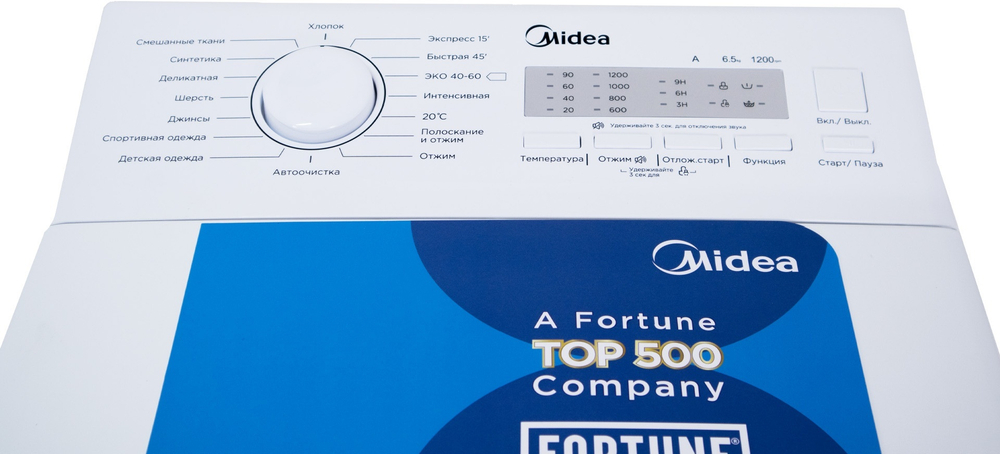 Хлопок
Смешанные ткани
Синтетика
Деликатная
Шерсть
Джинсы
Спортивная одежда
Детская одежда
Автоочистка
Экспресс 15'
Быстрая 45'
ЭКО 40-60
Интенсивная
20°C
Полоскание
и отжим
Отжим
Midea
A 6.5кг 1200об/мин
90 1200
60 1000
40 800
20 600
9H
6H
3H
Удерживайте 3 сек. для отключения звука
Температура
Отжим
Отлож.старт
Функция
Удерживайте
3 сек для
Вкл./ Выкл.
Старт/ Пауза
Midea
A Fortune
TOP 500
Company
FORTUNE®